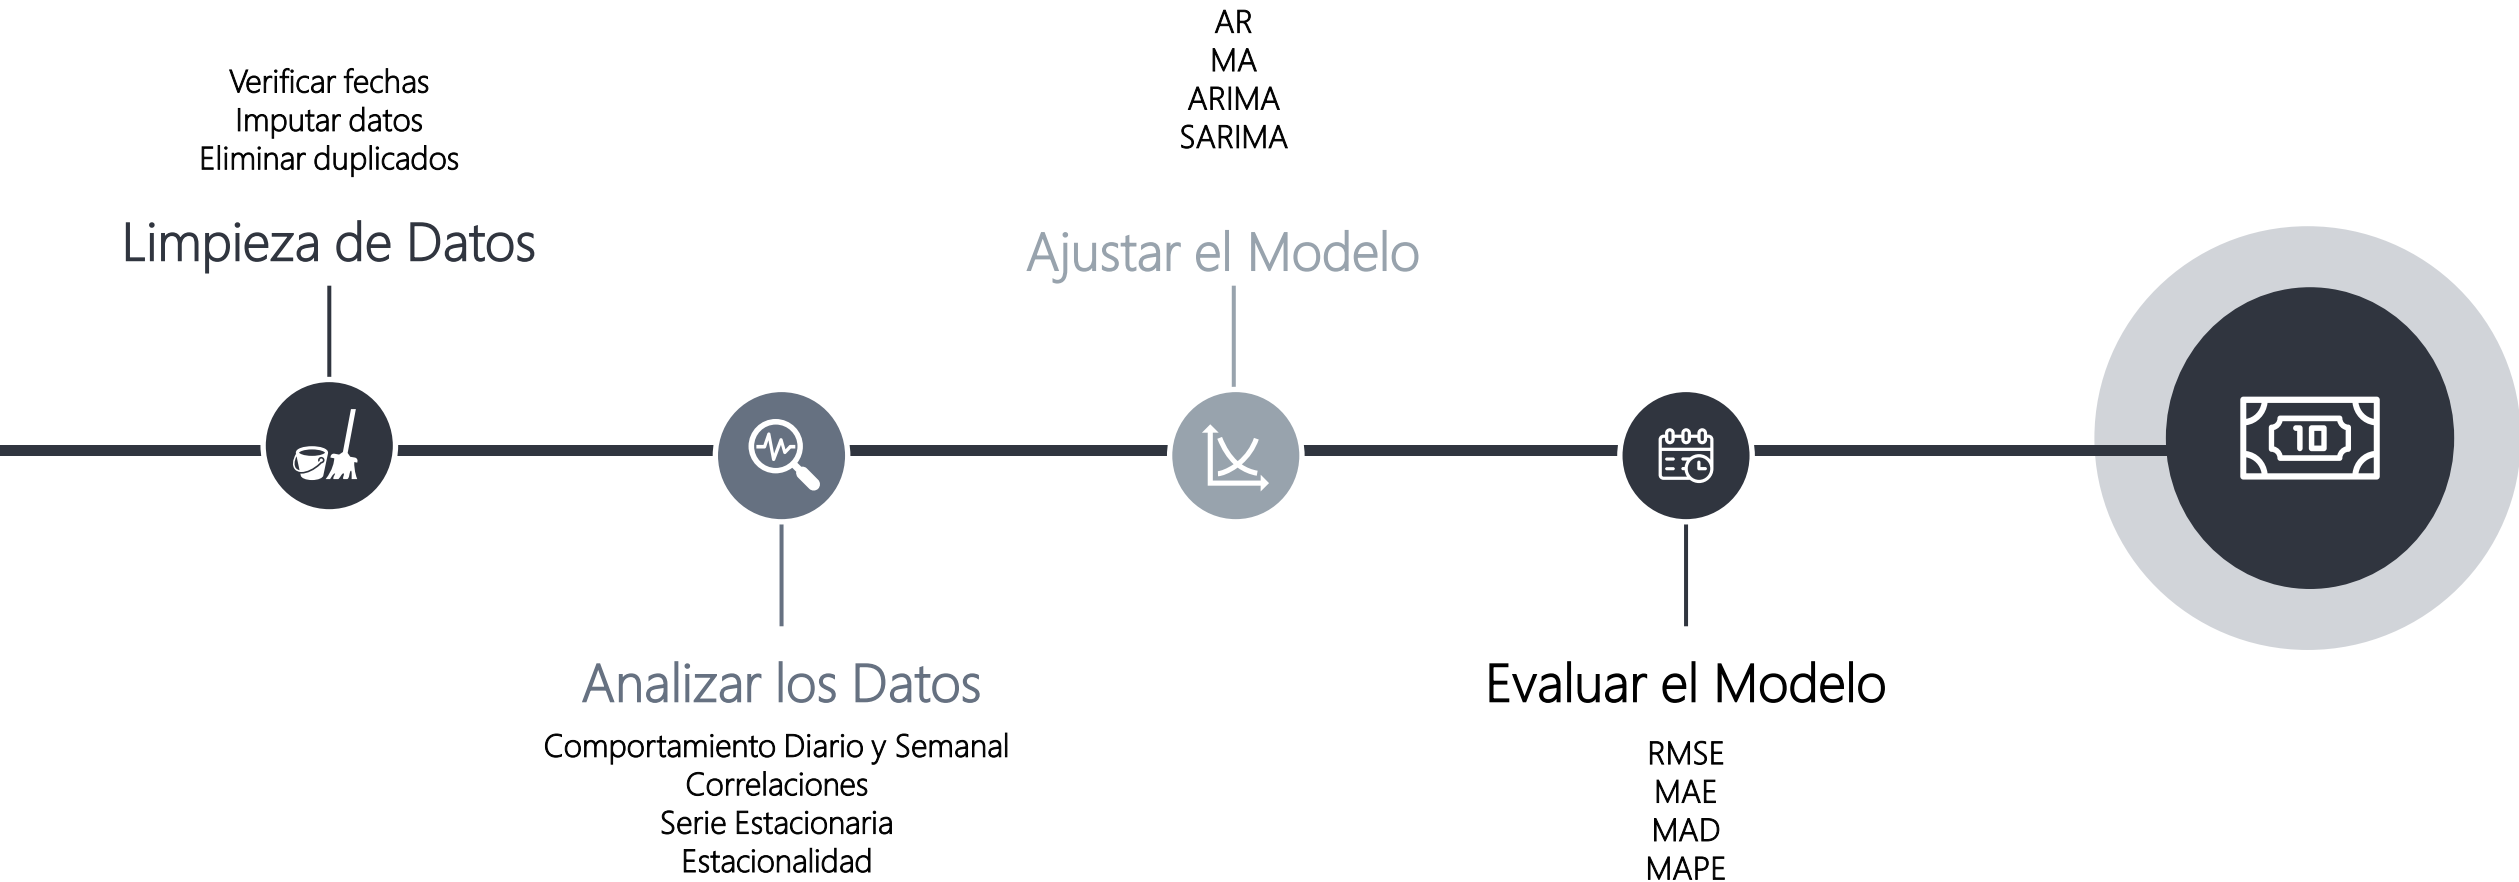 Verificar fechas
Imputar datos
Eliminar duplicados
Limpieza de Datos
Analizar los Datos
Comportamiento Diario y Semanal
Correlaciones
Serie Estacionaria
Estacionalidad
AR
MA
ARIMA
SARIMA
Ajustar el Modelo
Evaluar el Modelo
RMSE
MAE
MAD
MAPE
10